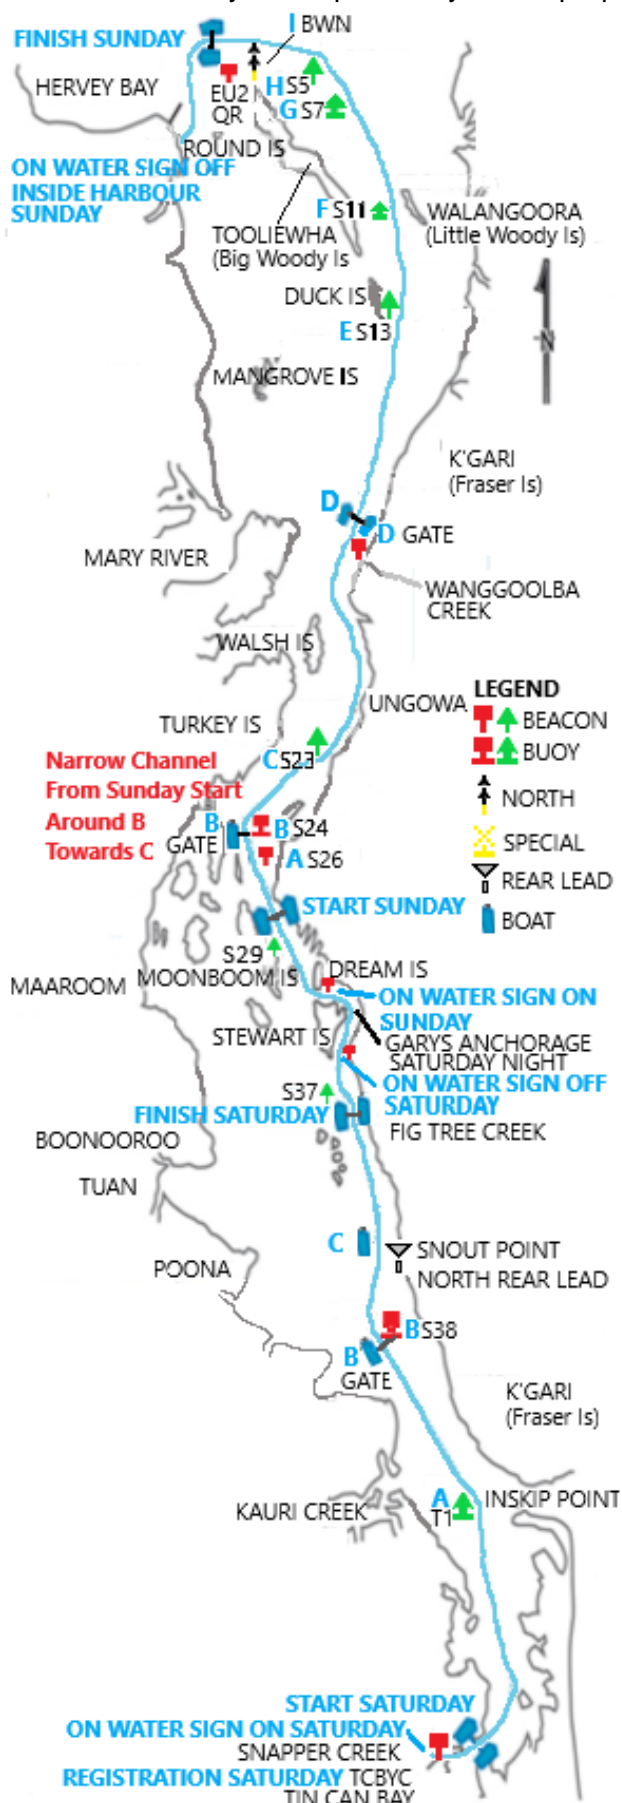 I BWN
FINISH SUNDAY
HERVEY BAY
H S5
EU2
QR
G S7
ROUND IS
ON WATER SIGN OFF
INSIDE HARBOUR
SUNDAY
F S11
WALANGOORA
(Little Woody Is)
TOOLIEWHA
(Big Woody Is
DUCK IS
E S13
N
MANGROVE IS
K'GARI
(Fraser Is)
D
D GATE
MARY RIVER
WANGGOOLBA
CREEK
WALSH IS
UNGOWA
LEGEND
BEACON
BUOY
NORTH
SPECIAL
REAR LEAD
BOAT
TURKEY IS
C S23
Narrow Channel
From Sunday Start
Around B
Towards C
B
GATE
B S24
A S26
START SUNDAY
S29
MAAROOM
MOONBOOM IS
DREAM IS
ON WATER SIGN ON
SUNDAY
STEWART IS
GARYS ANCHORAGE
SATURDAY NIGHT
ON WATER SIGN OFF
SATURDAY
S37
FINISH SATURDAY
FIG TREE CREEK
BOONOOROO
TUAN
C
SNOUT POINT
NORTH REAR LEAD
POONA
B S38
B
GATE
K'GARI
(Fraser Is)
A
T1
INSKIP POINT
KAURI CREEK
START SATURDAY
ON WATER SIGN ON SATURDAY
SNAPPER CREEK
REGISTRATION SATURDAY TCBYC
TIN CAN BAY